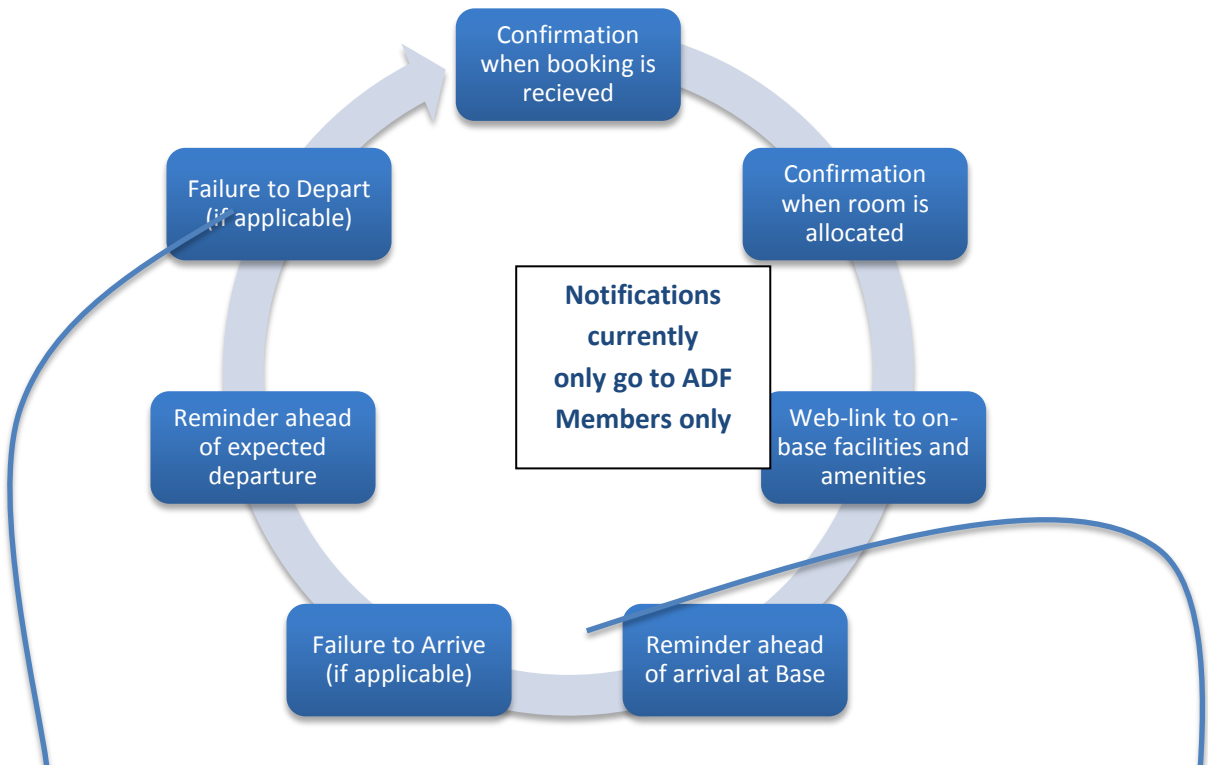 Confirmation
when booking is
recieved
Confirmation
when room is
allocated
Web-link to on-
base facilities and
amenities
Reminder ahead
of arrival at Base
Failure to Arrive
(if applicable)
Reminder ahead
of expected
departure
Failure to Depart
(if applicable)
Notifications
currently
only go to ADF
Members only